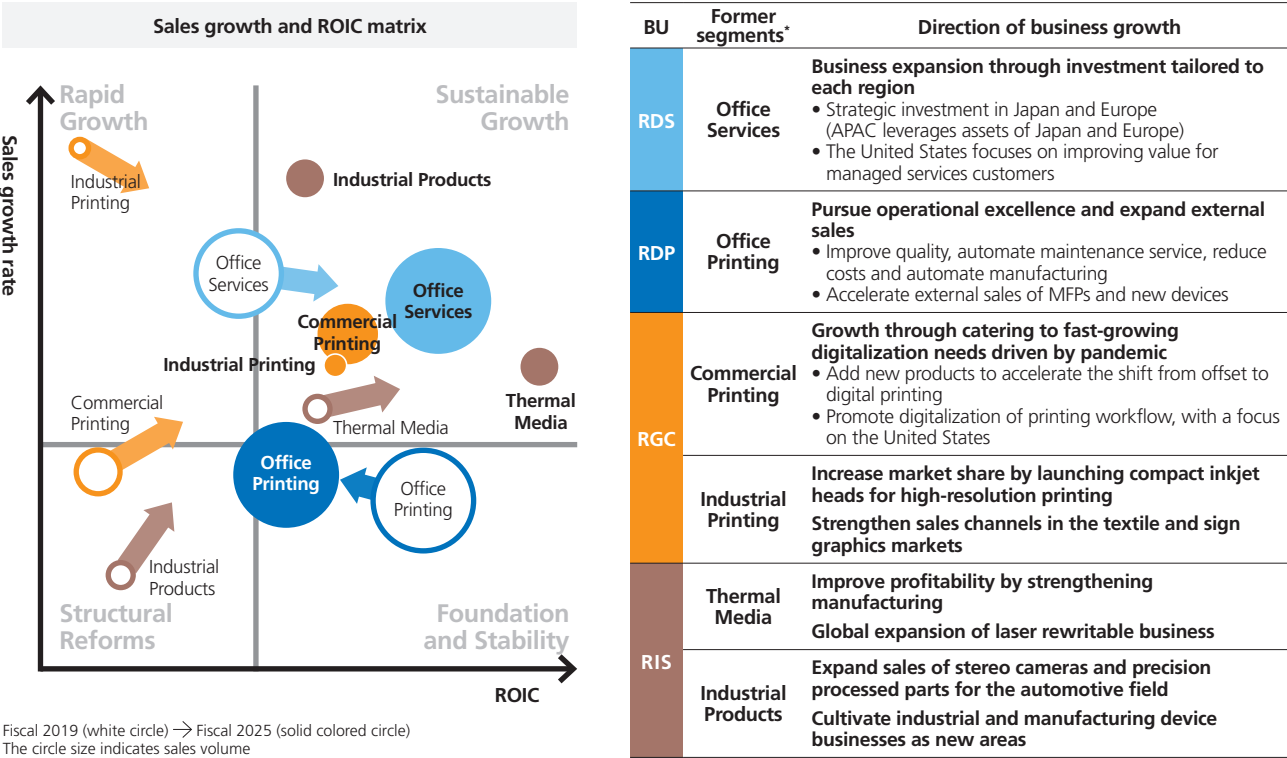 Sales growth and ROIC matrix
Rapid
Growth
Sustainable
Growth
Sales growth rate
Industrial
Printing
Industrial Products
Office
Services
Office
Services
Commercial
Printing
Industrial Printing
Thermal
Media
Commercial
Printing
Thermal Media
Office
Printing
Office
Printing
Industrial
Products
Structural
Reforms
Foundation
and Stability
ROIC
Fiscal 2019 (white circle) → Fiscal 2025 (solid colored circle)
The circle size indicates sales volume
BU
Former
segments*
Direction of business growth
RDS
Office
Services
Business expansion through investment tailored to
each region
• Strategic investment in Japan and Europe
(APAC leverages assets of Japan and Europe)
• The United States focuses on improving value for
managed services customers
RDP
Office
Printing
Pursue operational excellence and expand external
sales
• Improve quality, automate maintenance service, reduce
costs and automate manufacturing
• Accelerate external sales of MFPs and new devices
RGC
Commercial
Printing
Growth through catering to fast-growing
digitalization needs driven by pandemic
• Add new products to accelerate the shift from offset to
digital printing
• Promote digitalization of printing workflow, with a focus
on the United States
Industrial
Printing
Increase market share by launching compact inkjet
heads for high-resolution printing
Strengthen sales channels in the textile and sign
graphics markets
RIS
Thermal
Media
Improve profitability by strengthening
manufacturing
Global expansion of laser rewritable business
Industrial
Products
Expand sales of stereo cameras and precision
processed parts for the automotive field
Cultivate industrial and manufacturing device
businesses as new areas